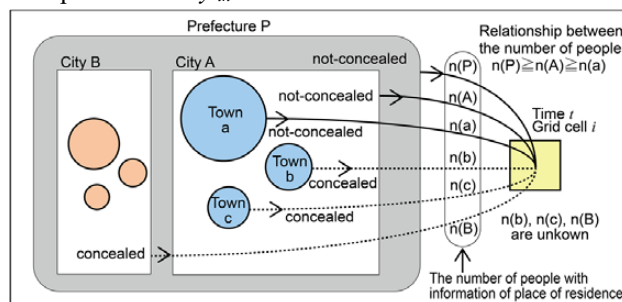 Prefecture P
Relationship between
the number of people
n(P)≧n(A)≧n(a)
City B
City A
not-concealed
n(P)
not-concealed
n(A)
Town
a
not-concealed
n(a)
Time t
Grid cell i
Town
b
concealed
n(b)
Town
c
concealed
n(c)
concealed
n(B)
n(b), n(c), n(B)
are unkown
The number of people with
information of place of residence